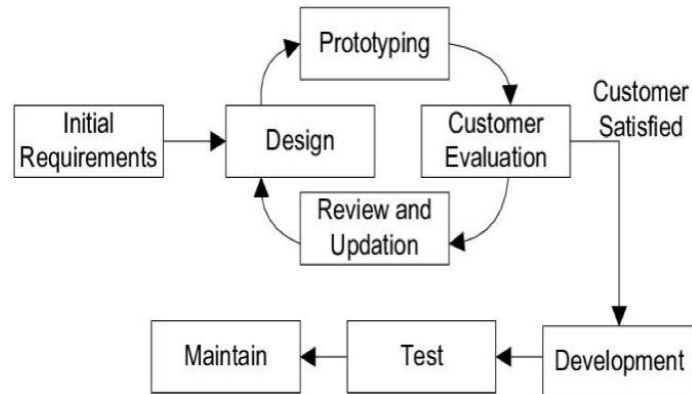 Prototyping
Initial
Requirements
Design
Customer
Evaluation
Customer
Satisfied
Review and
Updation
Maintain
Test
Development